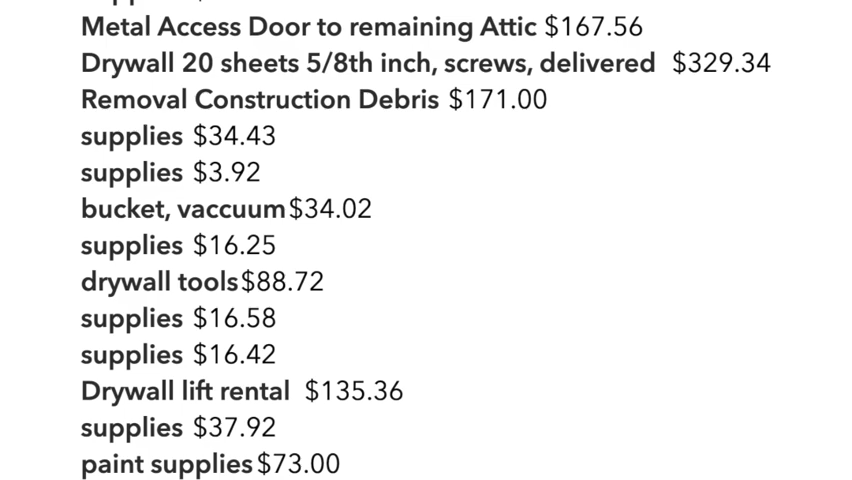 Metal Access Door to remaining Attic $167.56
Drywall 20 sheets 5/8th inch, screws, delivered $329.34
Removal Construction Debris $171.00
supplies $34.43
supplies $3.92
bucket, vaccuum $34.02
supplies $16.25
drywall tools $88.72
supplies $16.58
supplies $16.42
Drywall lift rental $135.36
supplies $37.92
paint supplies $73.00